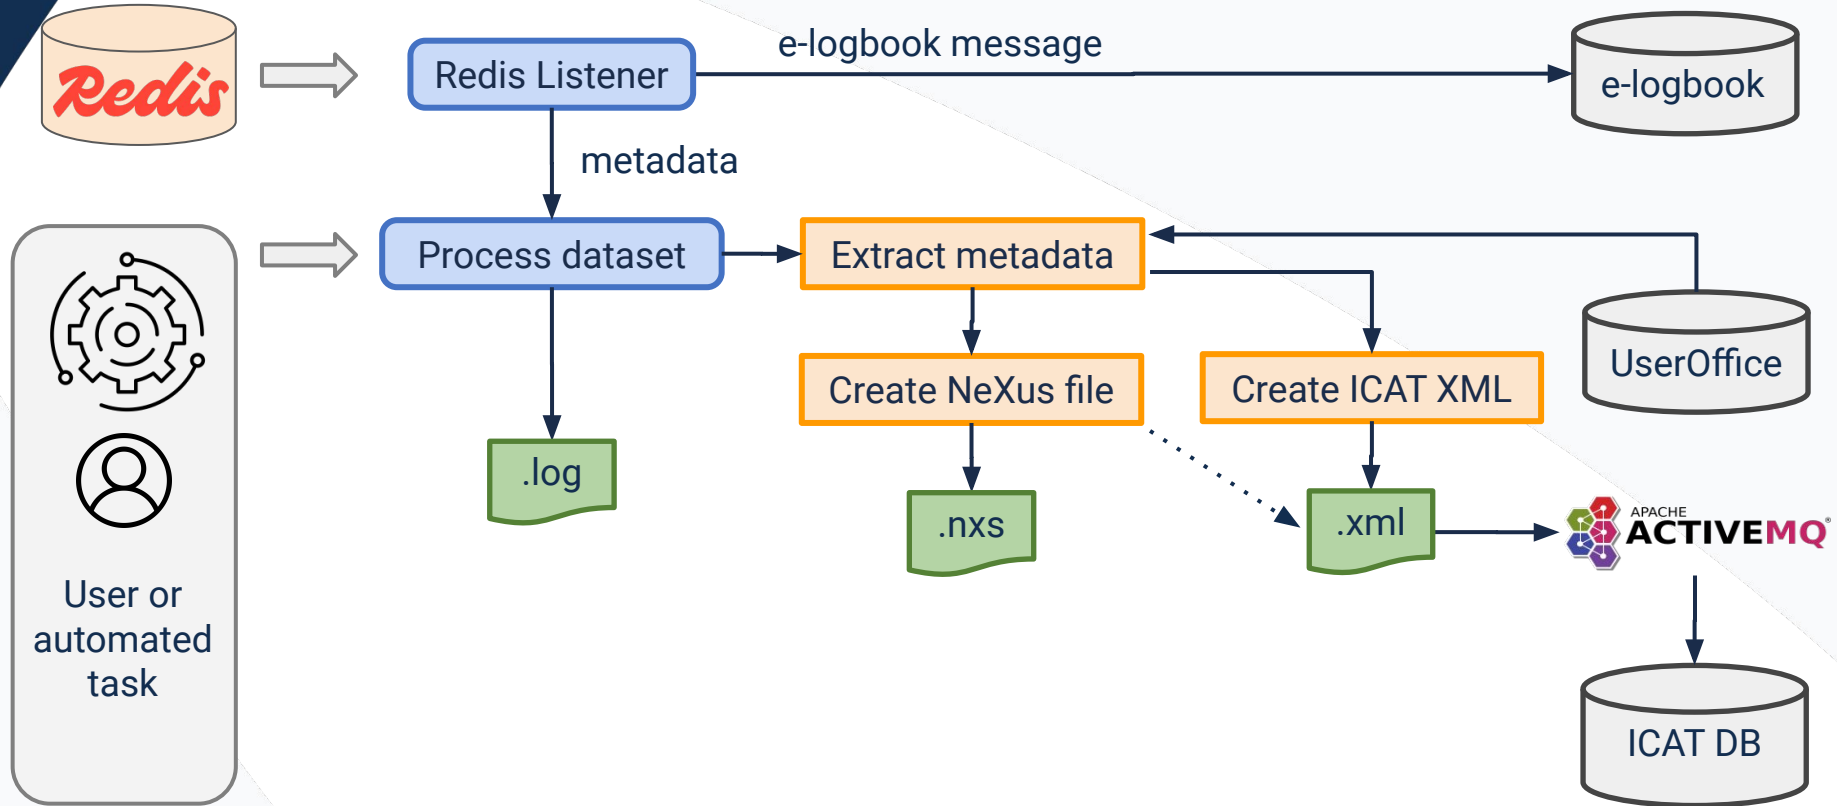 Redis
Redis Listener
e-logbook message
e-logbook
metadata
Process dataset
Extract metadata
UserOffice
Create NeXus file
Create ICAT XML
.log
.nxs
.xml
APACHE
ACTIVEMQ®
User or
automated
task
ICAT DB